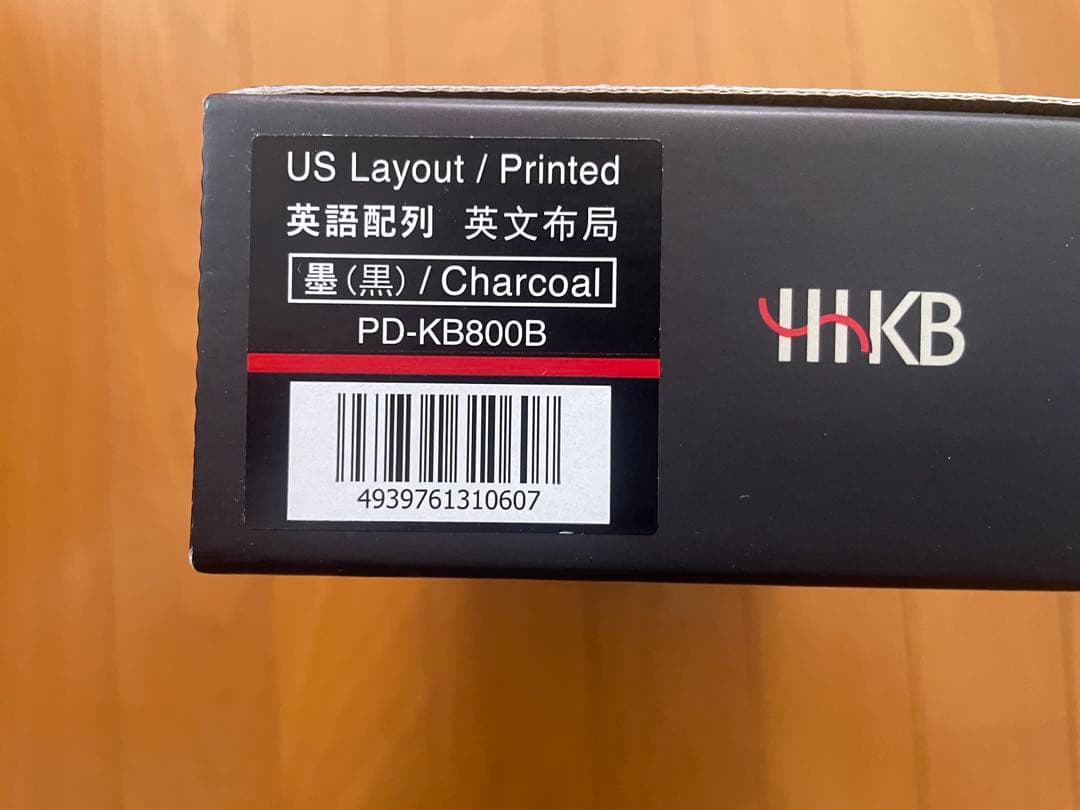 US Layout / Printed
英語配列 英文布局
墨(黒) / Charcoal
PD-KB800B
4939761310607
HHKB